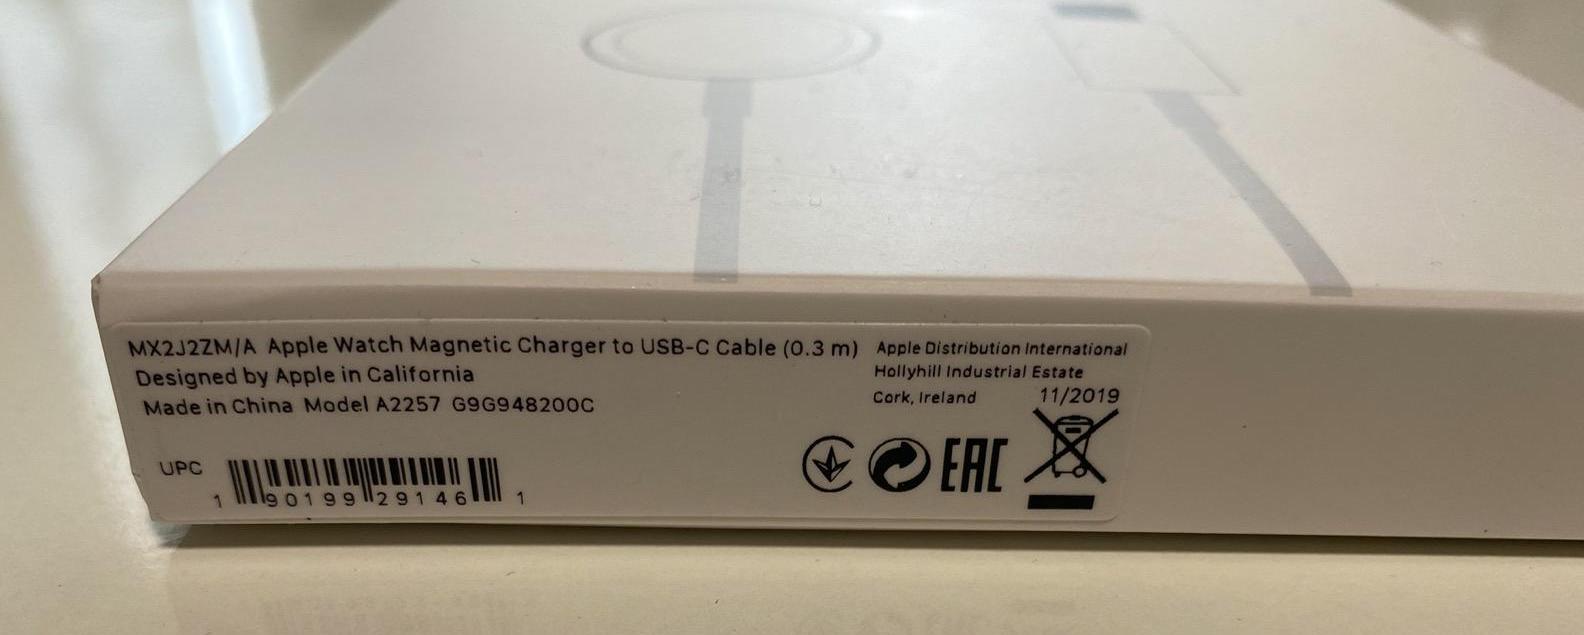 MX2J2ZM/A Apple Watch Magnetic Charger to USB-C Cable (0.3 m)
Designed by Apple in California
Made in China Model A2257 G9G948200C
Apple Distribution International
Hollyhill Industrial Estate
Cork, Ireland 11/2019
UPC
1 90199 29146 1
EAC